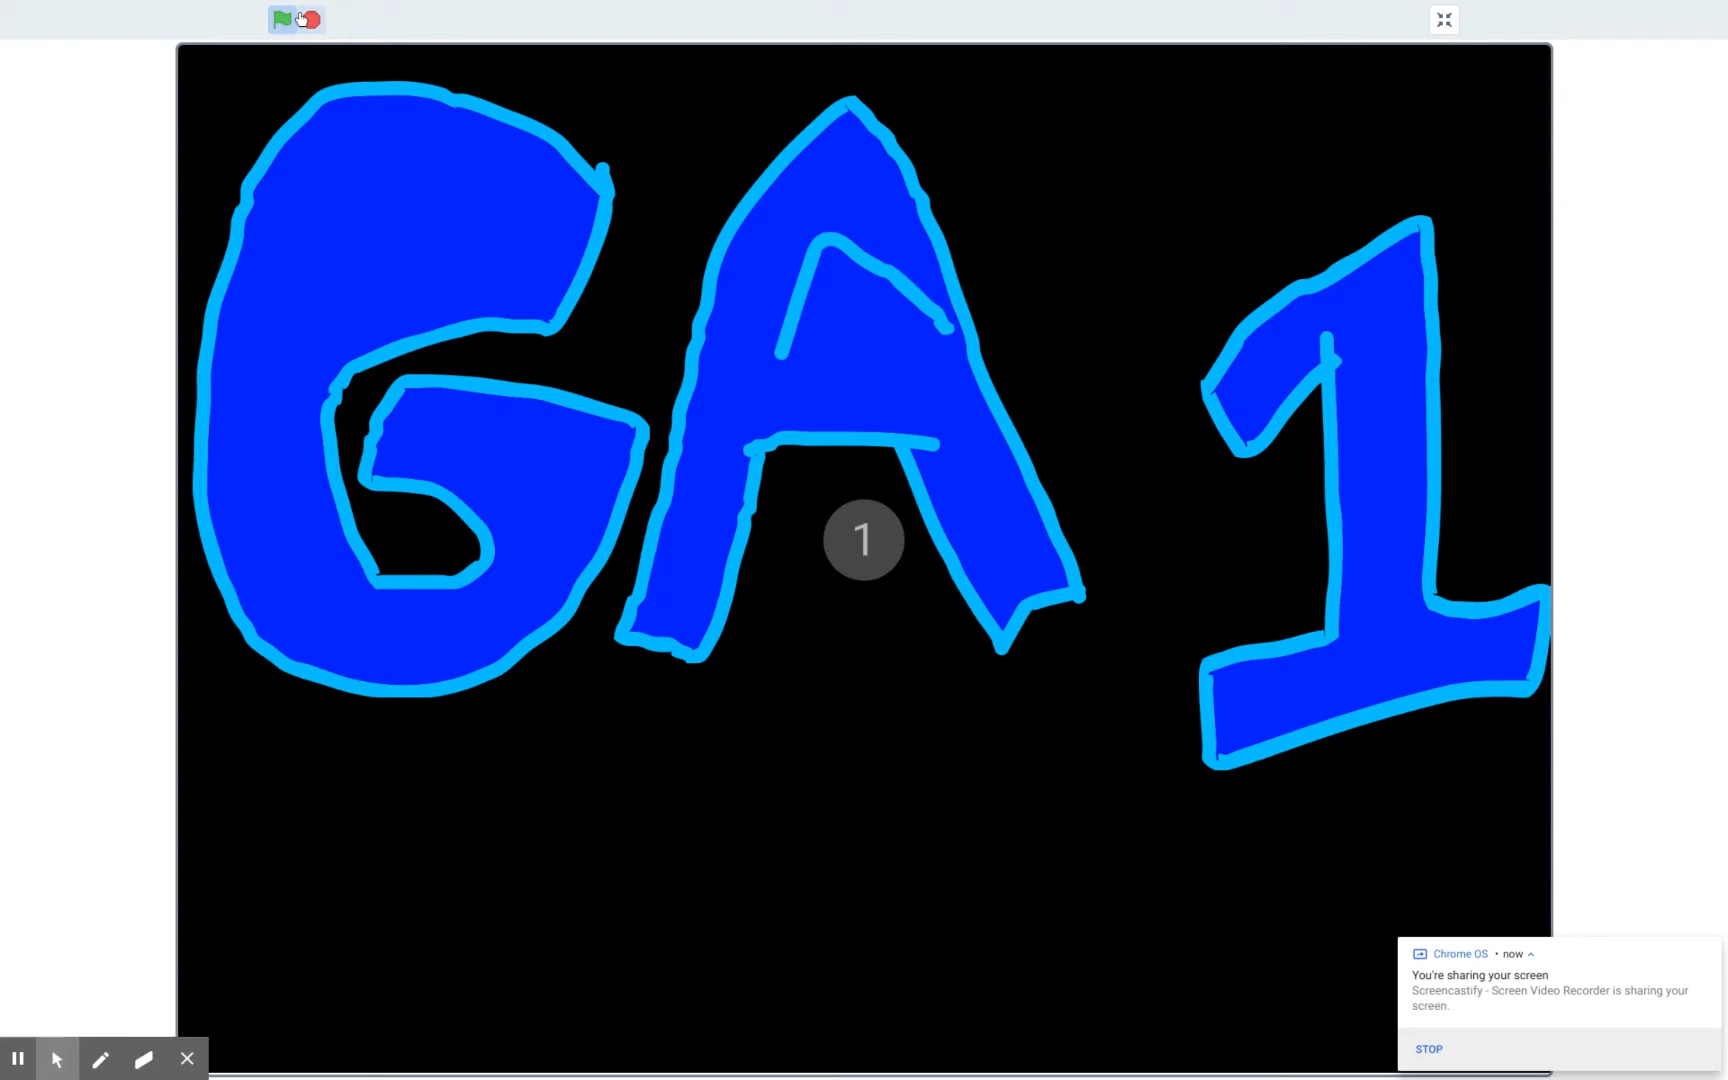 GA 1
1
Chrome OS • now
You're sharing your screen
Screencastify - Screen Video Recorder is sharing your
screen.
STOP